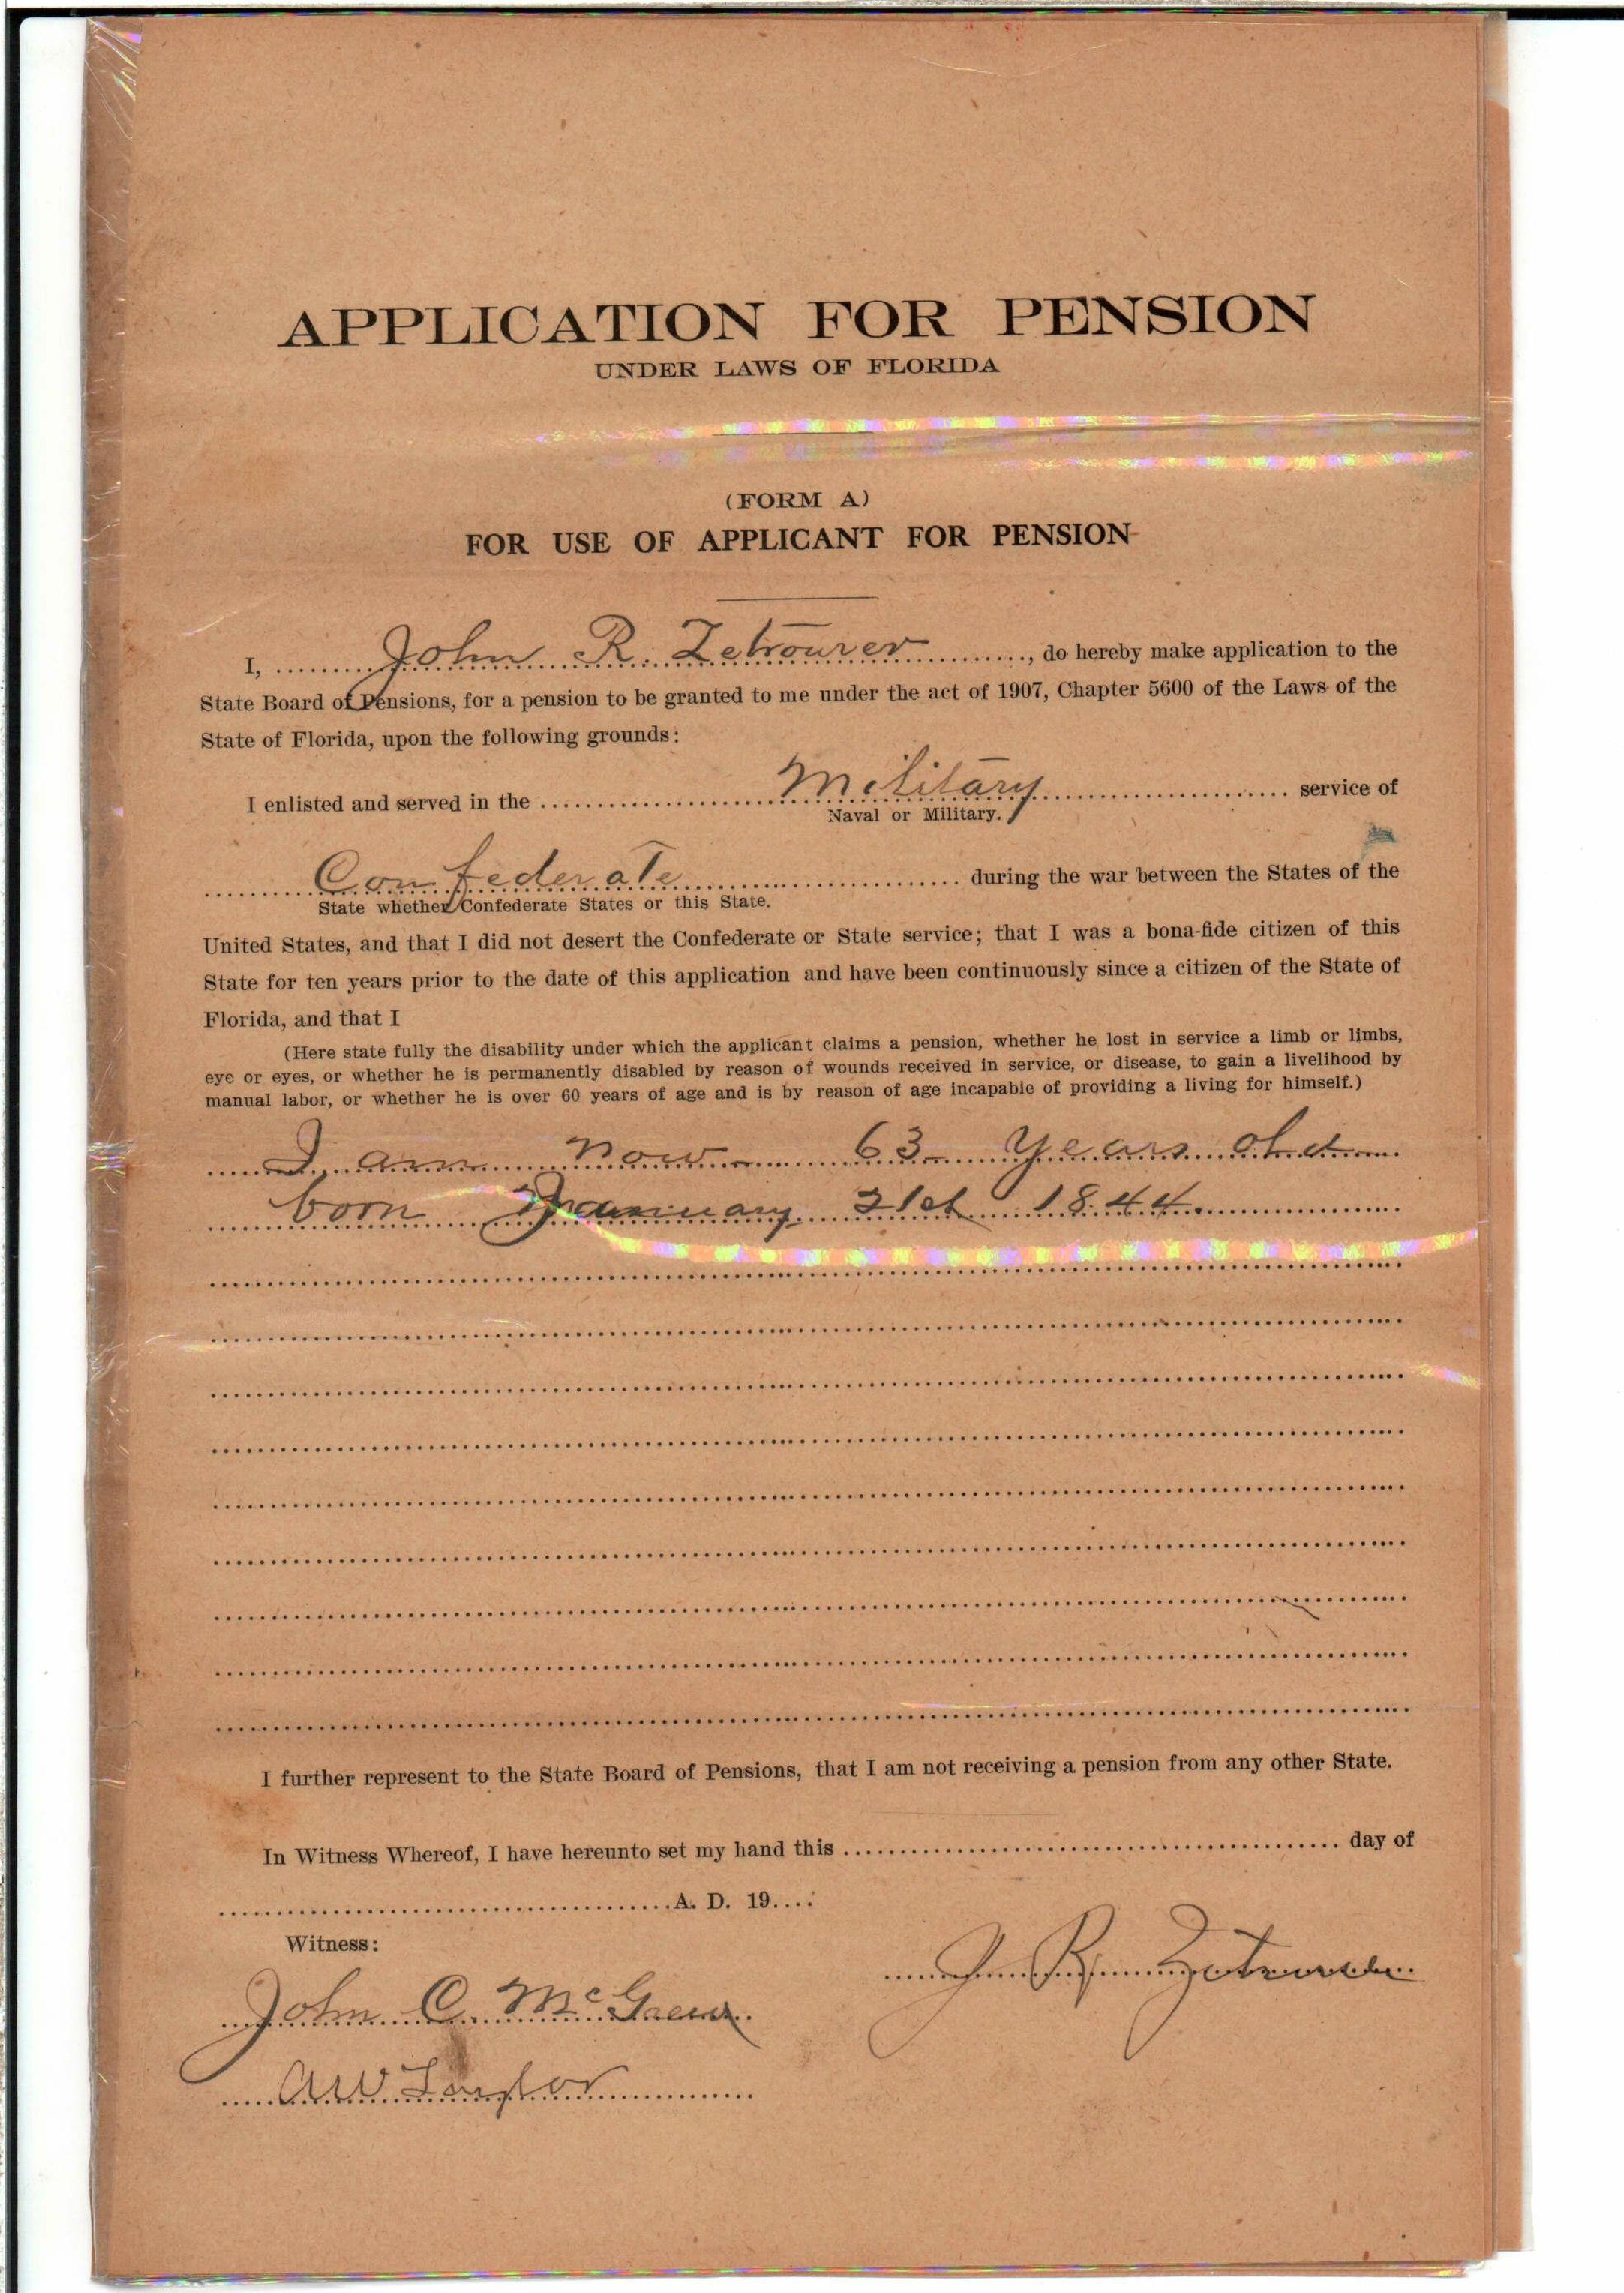 APPLICATION FOR PENSION
UNDER LAWS OF FLORIDA
(FORM A)
FOR USE OF APPLICANT FOR PENSION
I, John R. Zetrouer, do hereby make application to the
State Board of Pensions, for a pension to be granted to me under the act of 1907, Chapter 5600 of the Laws of the
State of Florida, upon the following grounds:
I enlisted and served in the Military service of
Naval or Military.
Confederate during the war between the States of the
State whether Confederate States or this State.
United States, and that I did not desert the Confederate or State service; that I was a bona-fide citizen of this
State for ten years prior to the date of this application and have been continuously since a citizen of the State of
Florida, and that I
(Here state fully the disability under which the applicant claims a pension, whether he lost in service a limb or limbs,
eye or eyes, or whether he is permanently disabled by reason of wounds received in service, or disease, to gain a livelihood by
manual labor, or whether he is over 60 years of age and is by reason of age incapable of providing a living for himself.)
I am now 63 Years old
born January 21st 1844
I further represent to the State Board of Pensions, that I am not receiving a pension from any other State.
In Witness Whereof, I have hereunto set my hand this day of
A. D. 19....
Witness:
J R Zetrouer
John C. McGrew
AW Taylor